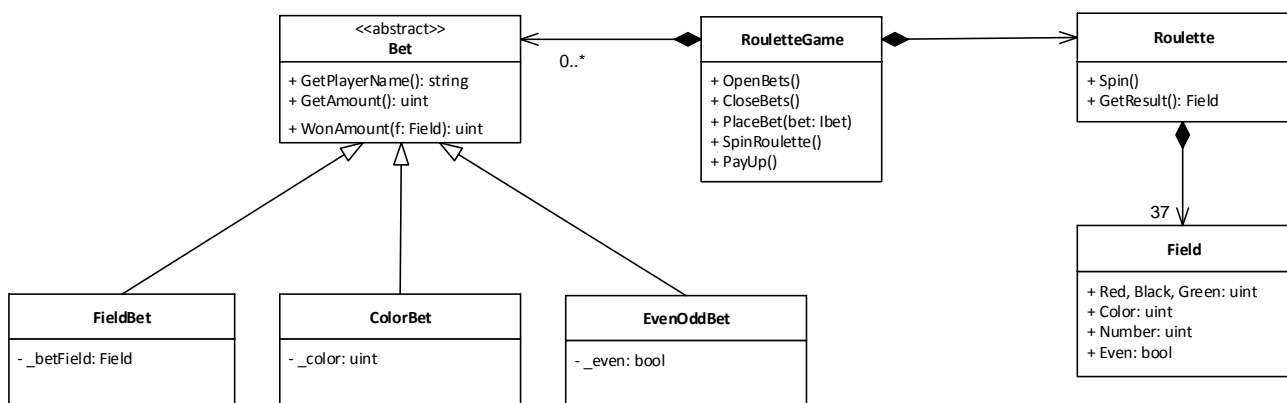 <<abstract>>
Bet
+ GetPlayerName(): string
+ GetAmount(): uint
+ WonAmount(f: Field): uint
0..*
RouletteGame
+ OpenBets()
+ CloseBets()
+ PlaceBet(bet: Ibet)
+ SpinRoulette()
+ PayUp()
Roulette
+ Spin()
+ GetResult(): Field
37
Field
+ Red, Black, Green: uint
+ Color: uint
+ Number: uint
+ Even: bool
FieldBet
- _betField: Field
ColorBet
- _color: uint
EvenOddBet
- _even: bool